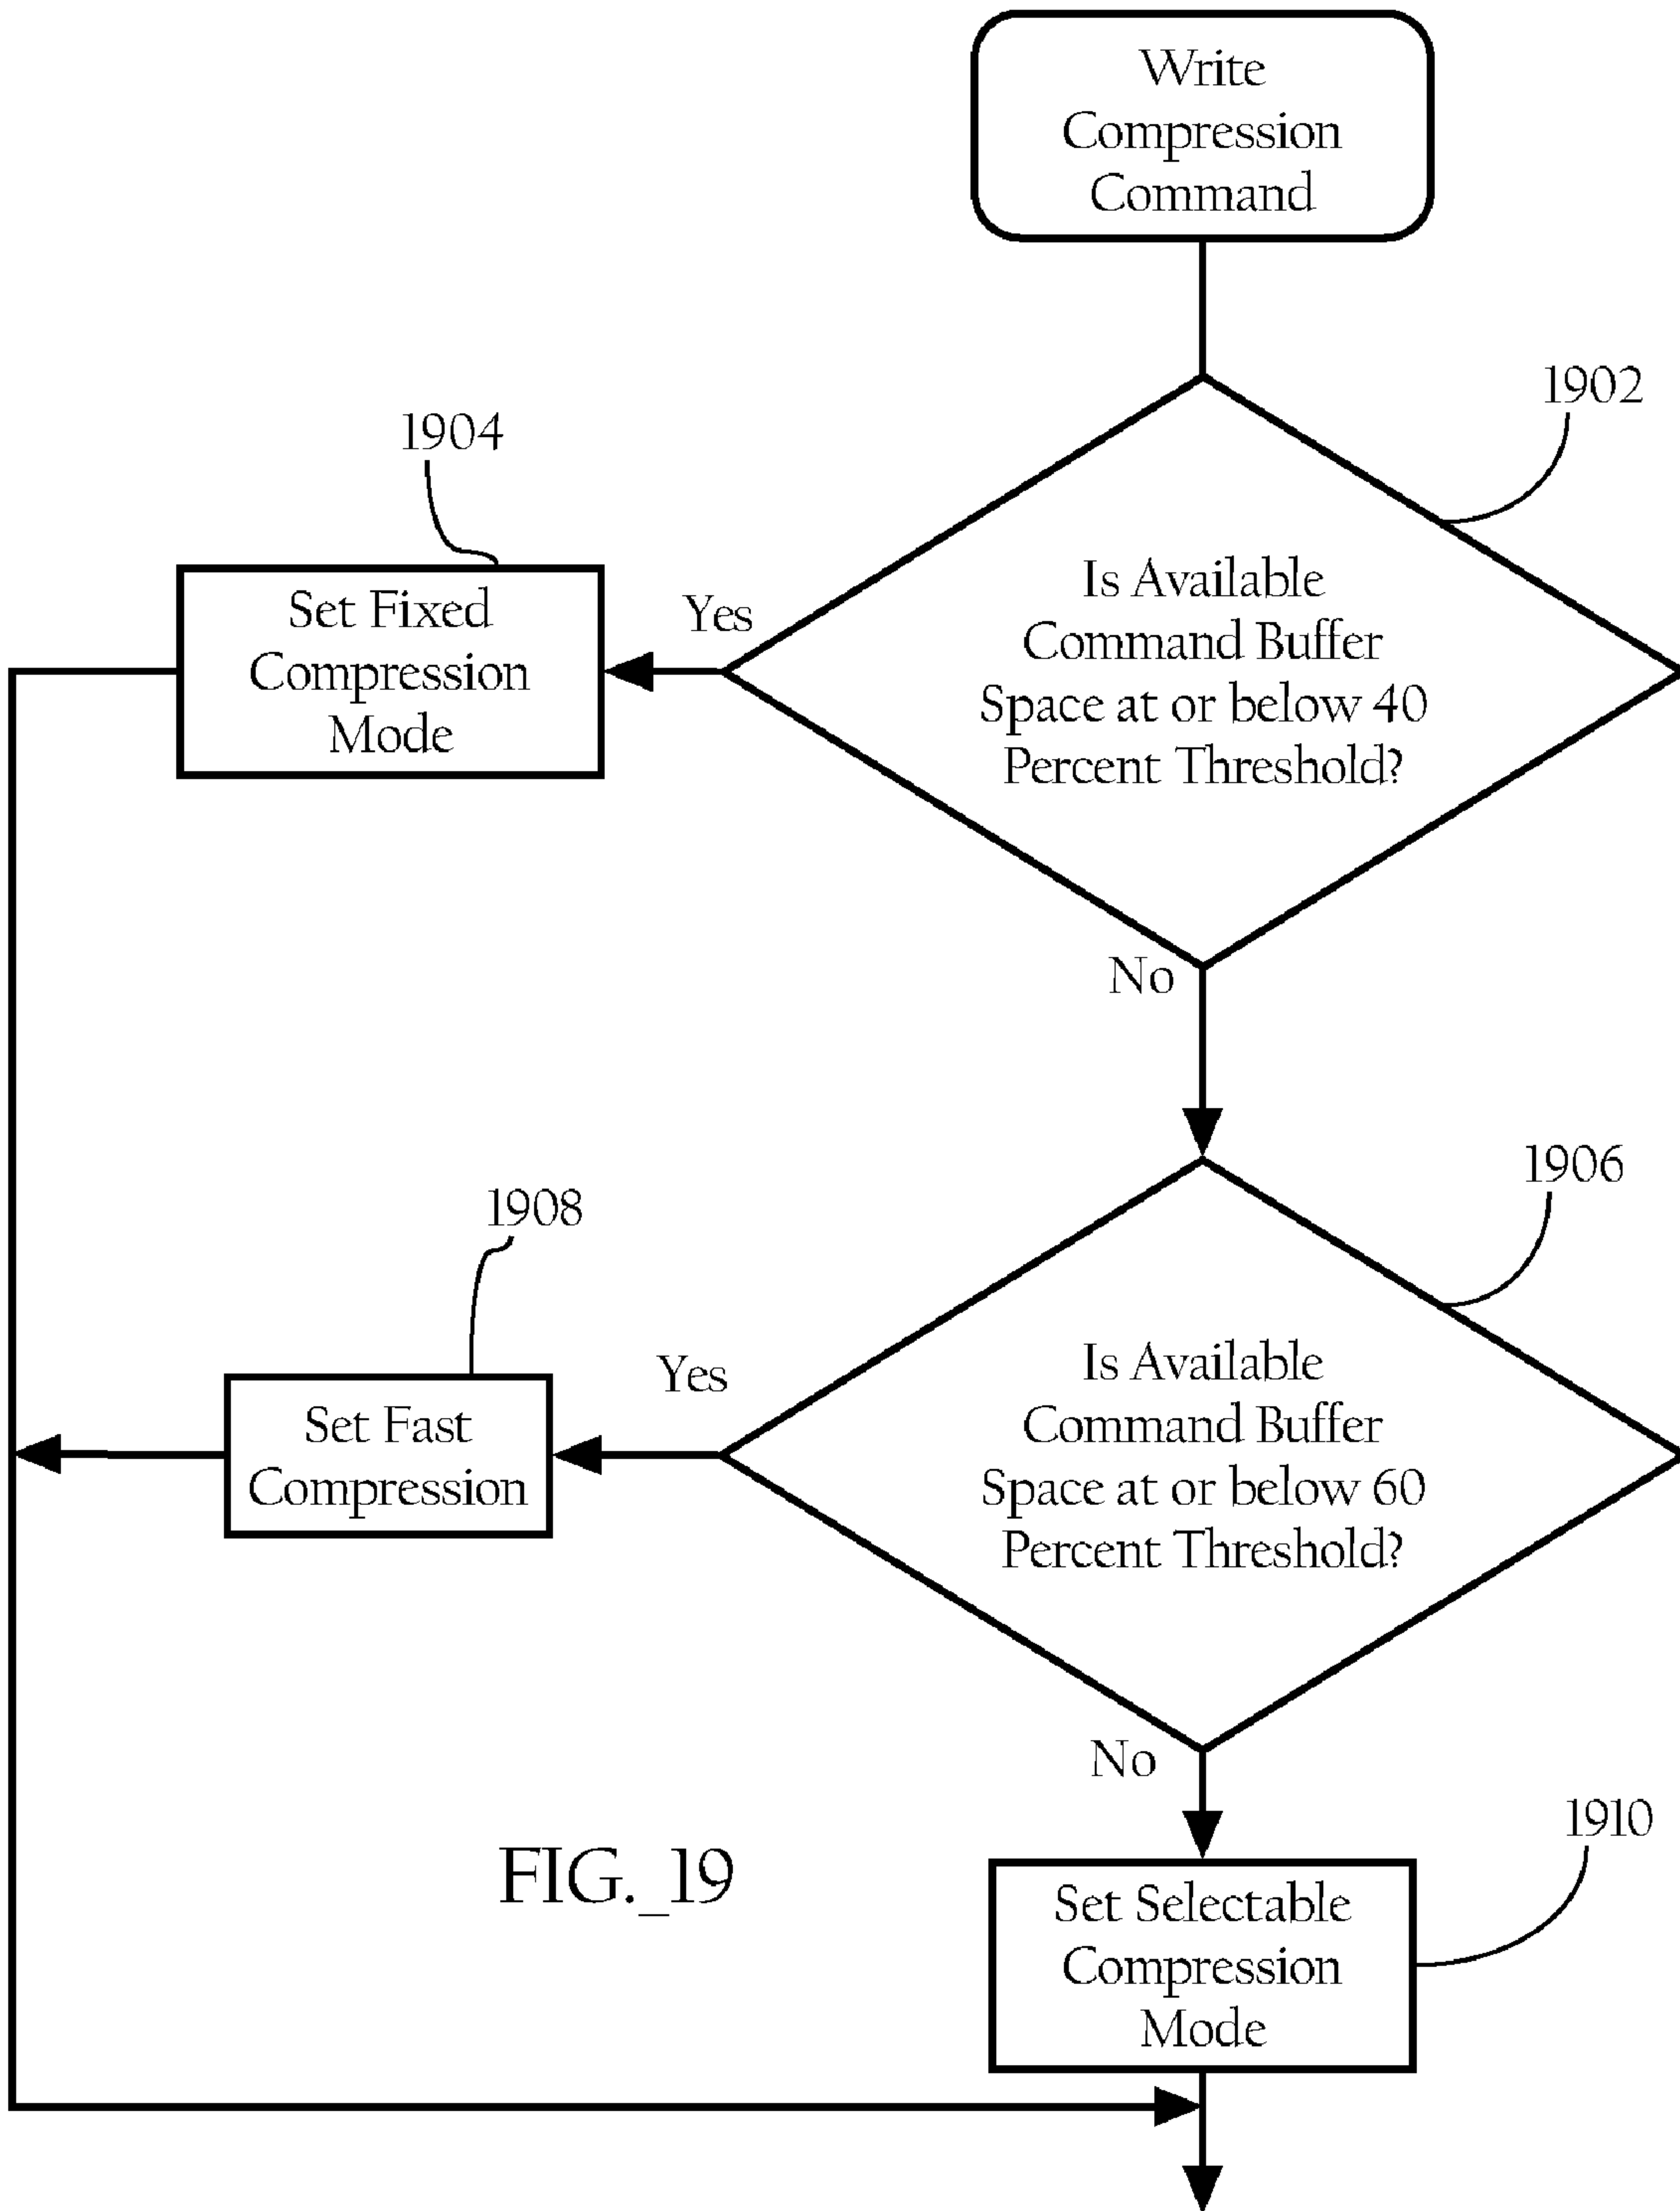 Write
Compression
Command
1902
1904
Is Available
Command Buffer
Space at or below 40
Percent Threshold?
Yes
Set Fixed
Compression
Mode
No
1906
1908
Is Available
Command Buffer
Space at or below 60
Percent Threshold?
Yes
Set Fast
Compression
No
1910
FIG._19
Set Selectable
Compression
Mode